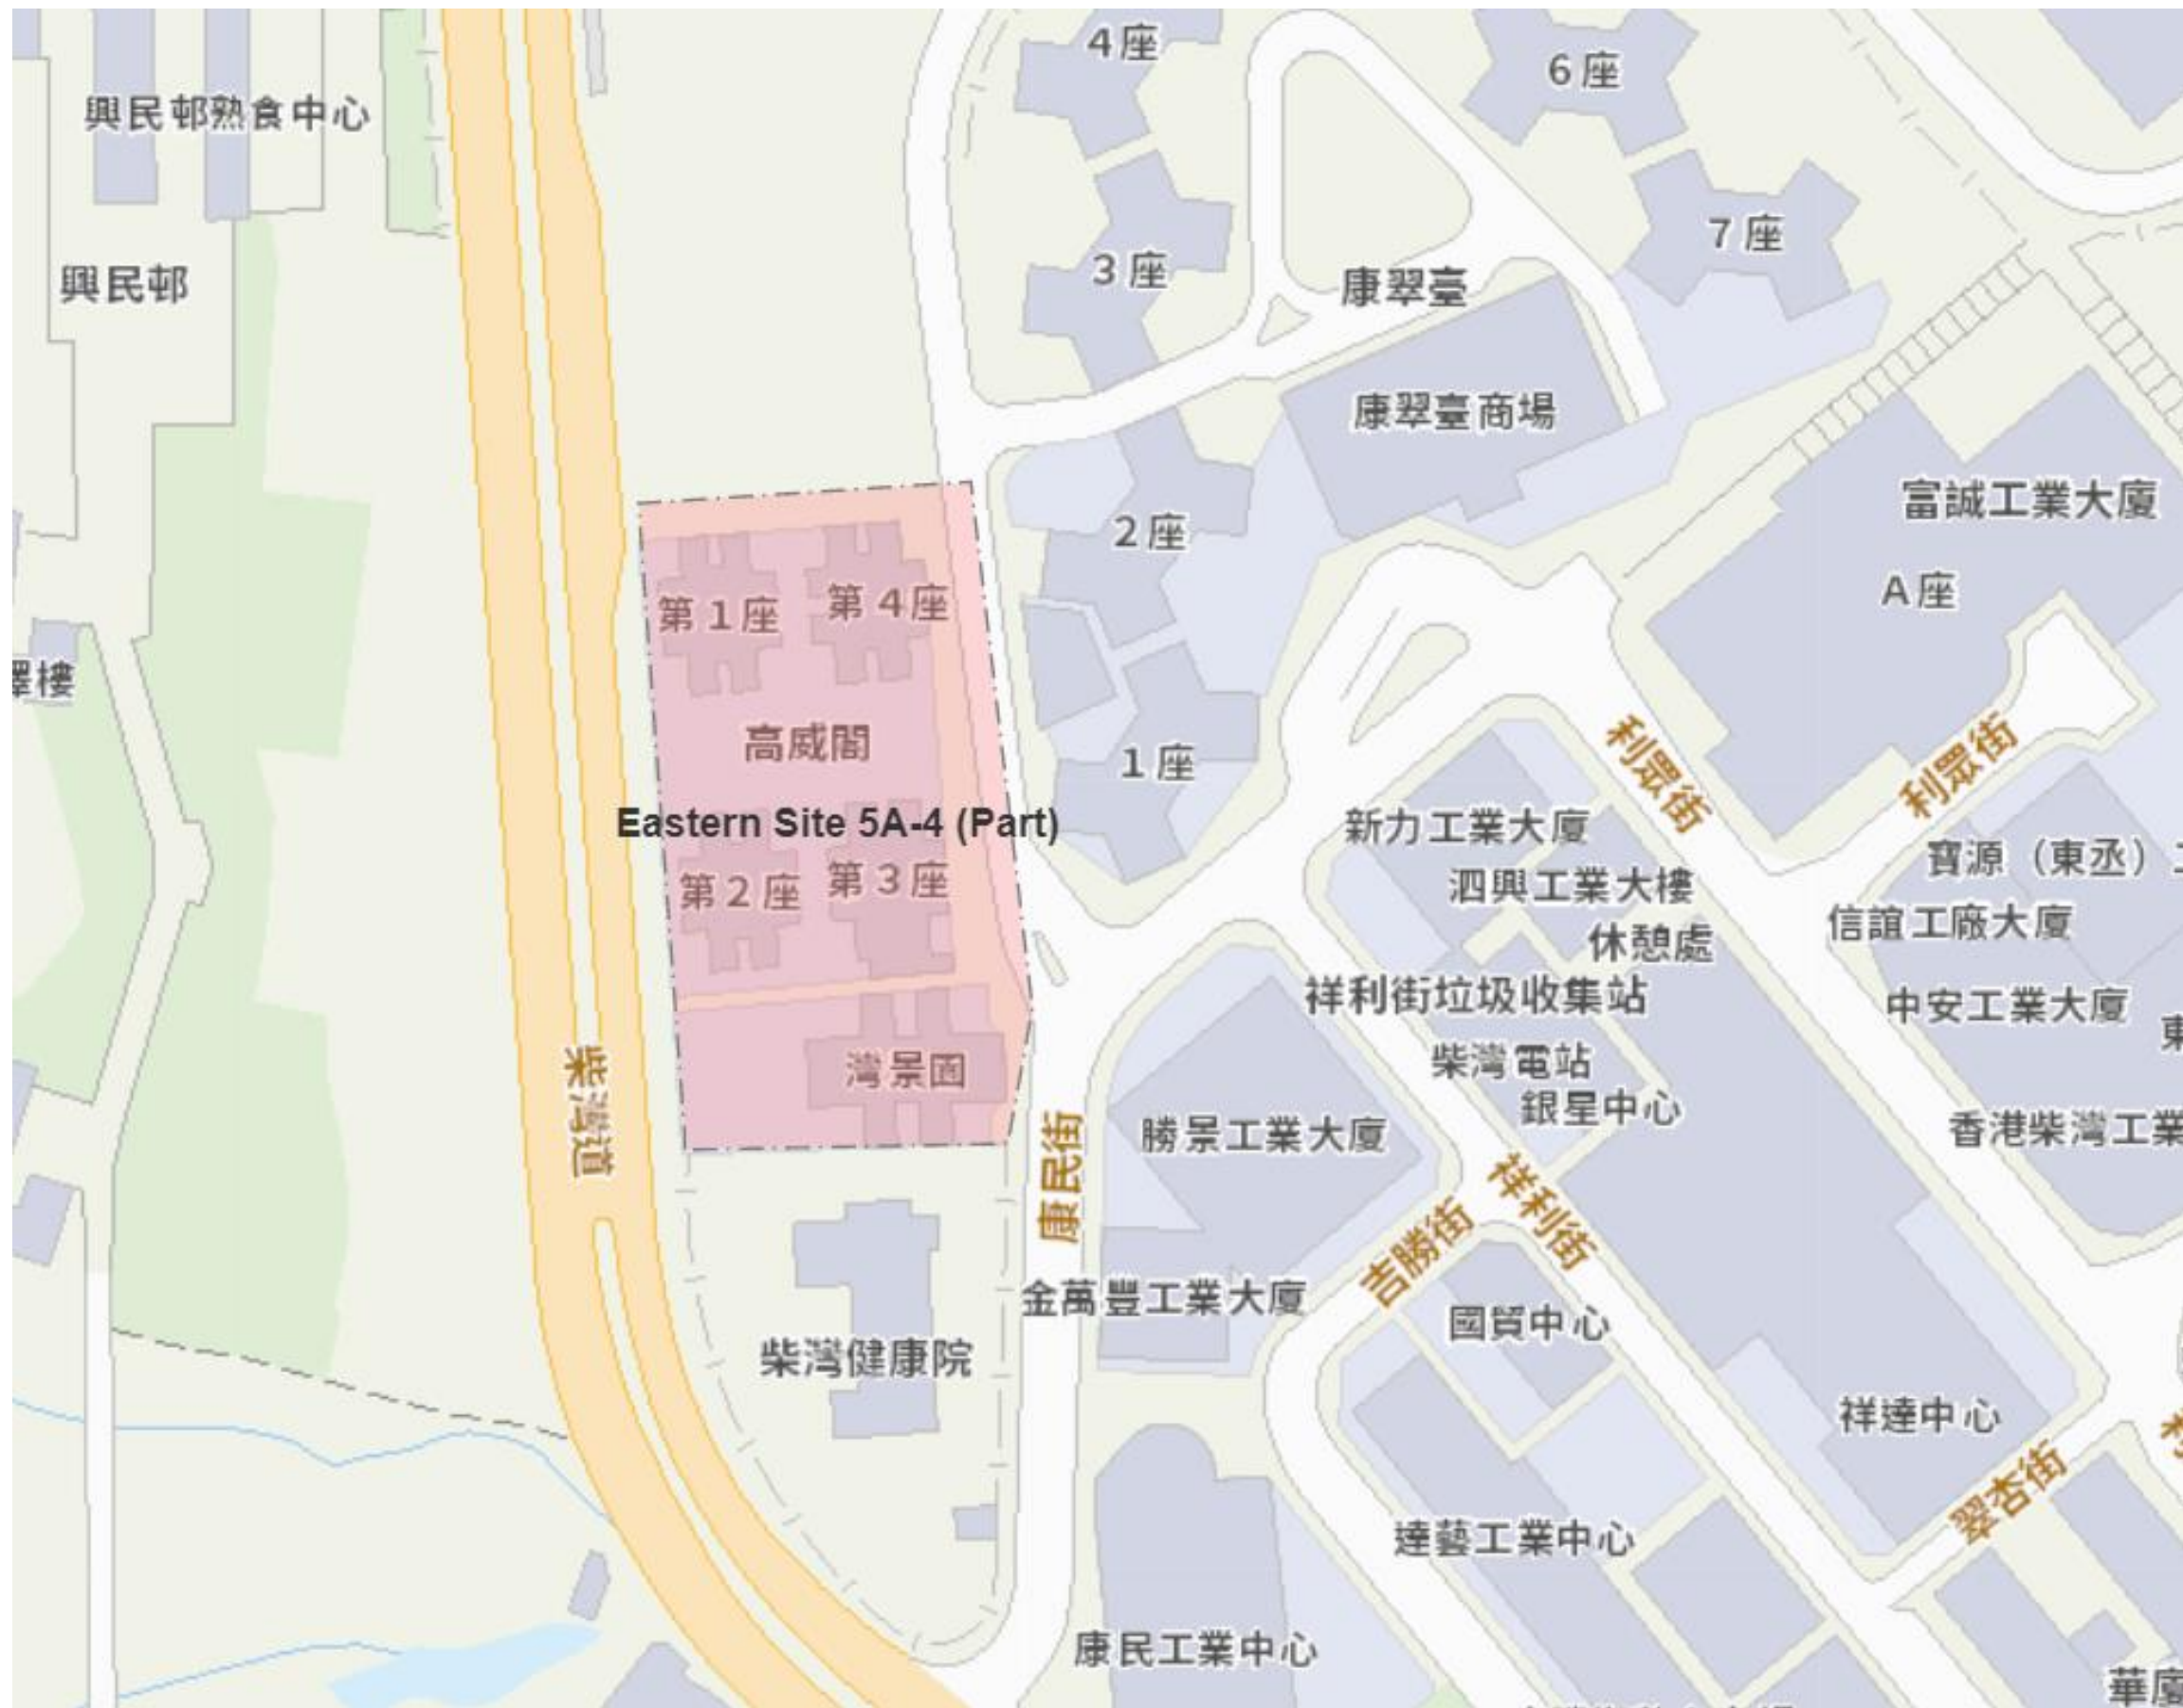 4座
6座
興民邨熟食中心
7座
3座
興民邨
康翠臺
康翠臺商場
富誠工業大廈
2座
A座
第1座
第4座
樓
高威閣
利眾街
利眾街
1座
Eastern Site 5A-4 (Part)
新力工業大廈
寶源（東丞）
泗興工業大樓
第2座
第3座
信誼工廠大廈
休憩處
祥利街垃圾收集站
中安工業大廈
柴灣電站
灣景園
柴灣道
銀星中心
香港柴灣工業
勝景工業大廈
康民街
祥利街
吉勝街
金萬豐工業大廈
國貿中心
柴灣健康院
祥達中心
翠杏街
達藝工業中心
康民工業中心